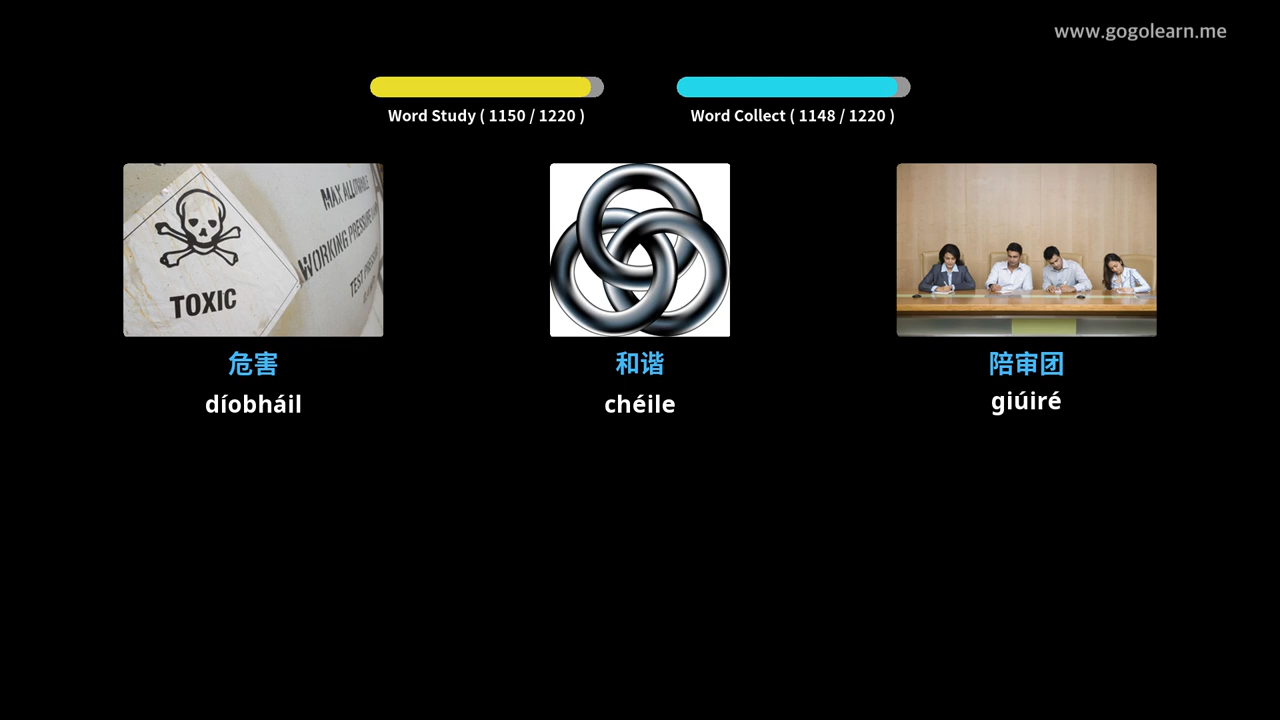 www.gogolearn.me
Word Study ( 1150 / 1220 )
Word Collect ( 1148 / 1220 )
TOXIC
MAX ALLOWABLE
WORKING PRESSURE
危害
和谐
陪审团
díobháil
chéile
giúiré